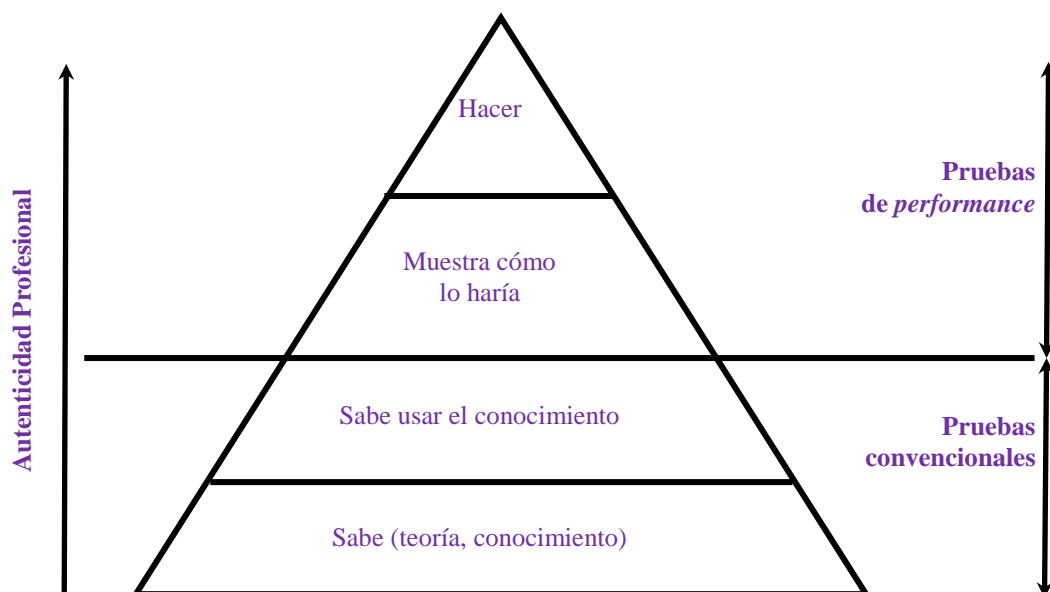 Hacer
Pruebas
de performance
Muestra cómo
lo haría
Autenticidad Profesional
Sabe usar el conocimiento
Pruebas
convencionales
Sabe (teoría, conocimiento)